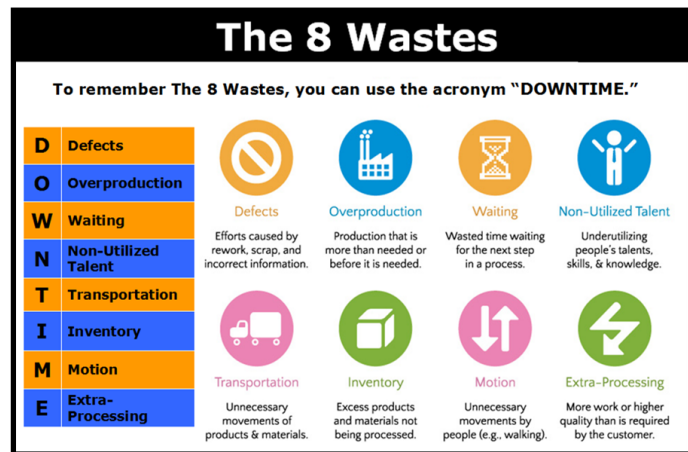 The 8 Wastes
To remember The 8 Wastes, you can use the acronym “DOWNTIME.”
D Defects
O Overproduction
W Waiting
N Non-Utilized
Talent
T Transportation
I Inventory
M Motion
E Extra-
Processing
Defects
Efforts caused by
rework, scrap, and
incorrect information.
Overproduction
Production that is
more than needed or
before it is needed.
Waiting
Wasted time waiting
for the next step
in a process.
Non-Utilized Talent
Underutilizing
people’s talents,
skills, & knowledge.
Transportation
Unnecessary
movements of
products & materials.
Inventory
Excess products
and materials not
being processed.
Motion
Unnecessary
movements by
people (e.g., walking).
Extra-Processing
More work or higher
quality than is required
by the customer.